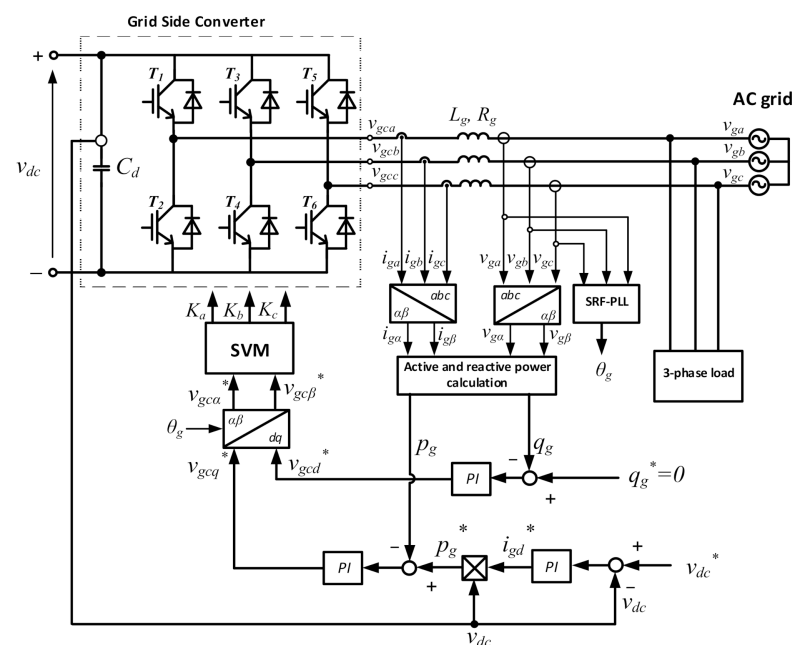 Grid Side Converter
+
T1 T3 T5
AC grid
vgca
Lg, Rg
vga
vgcb
vgb
vdc
Cd
vgcc
vgc
T2 T4 T6
−
iga igb igc
vga vgb vgc
abc
αβ
abc
αβ
SRF-PLL
Ka Kb Kc
igα igβ
vgα vgβ
θg
SVM
Active and reactive power
calculation
3-phase load
vgcα* vgcβ*
θg
αβ
dq
pg
qg
vgcq* vgcd*
PI
−
+
qg*=0
−
PI
+
pg*
igd*
PI
+
−
vdc*
vdc
vdc